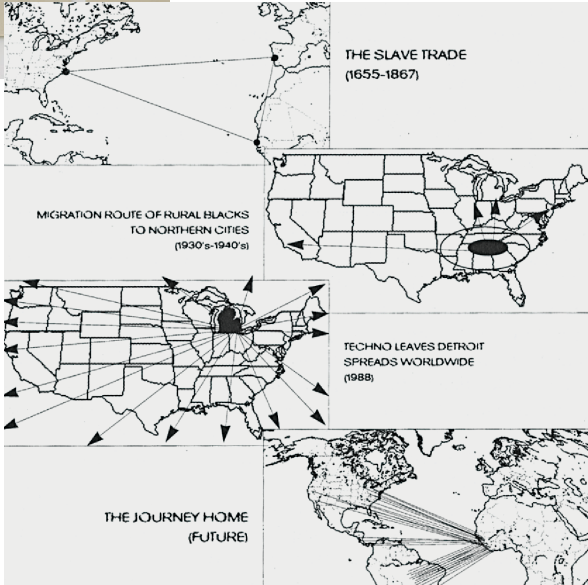 THE SLAVE TRADE
(1655-1867)
MIGRATION ROUTE OF RURAL BLACKS
TO NORTHERN CITIES
(1930's-1940's)
TECHNO LEAVES DETROIT
SPREADS WORLDWIDE
(1988)
THE JOURNEY HOME
(FUTURE)